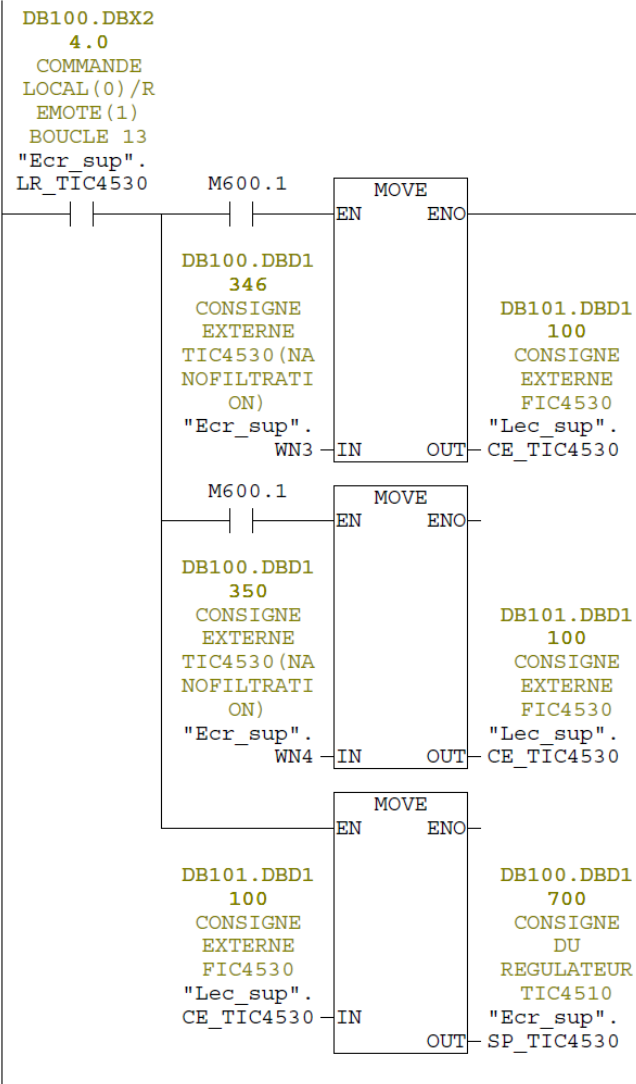 DB100.DBX2
4.0
COMMANDE
LOCAL(0)/R
EMOTE(1)
BOUCLE 13
"Ecr_sup".
LR_TIC4530
M600.1
MOVE
EN ENO
DB100.DBD1
346
CONSIGNE
EXTERNE
TIC4530(NA
NOFILTRATI
ON)
"Ecr_sup".
WN3
IN
DB101.DBD1
100
CONSIGNE
EXTERNE
FIC4530
"Lec_sup".
OUT
CE_TIC4530
M600.1
MOVE
EN ENO
DB100.DBD1
350
CONSIGNE
EXTERNE
TIC4530(NA
NOFILTRATI
ON)
"Ecr_sup".
WN4
IN
DB101.DBD1
100
CONSIGNE
EXTERNE
FIC4530
"Lec_sup".
OUT
CE_TIC4530
MOVE
EN ENO
DB101.DBD1
100
CONSIGNE
EXTERNE
FIC4530
"Lec_sup".
CE_TIC4530
IN
DB100.DBD1
700
CONSIGNE
DU
REGULATEUR
TIC4510
"Ecr_sup".
OUT
SP_TIC4530